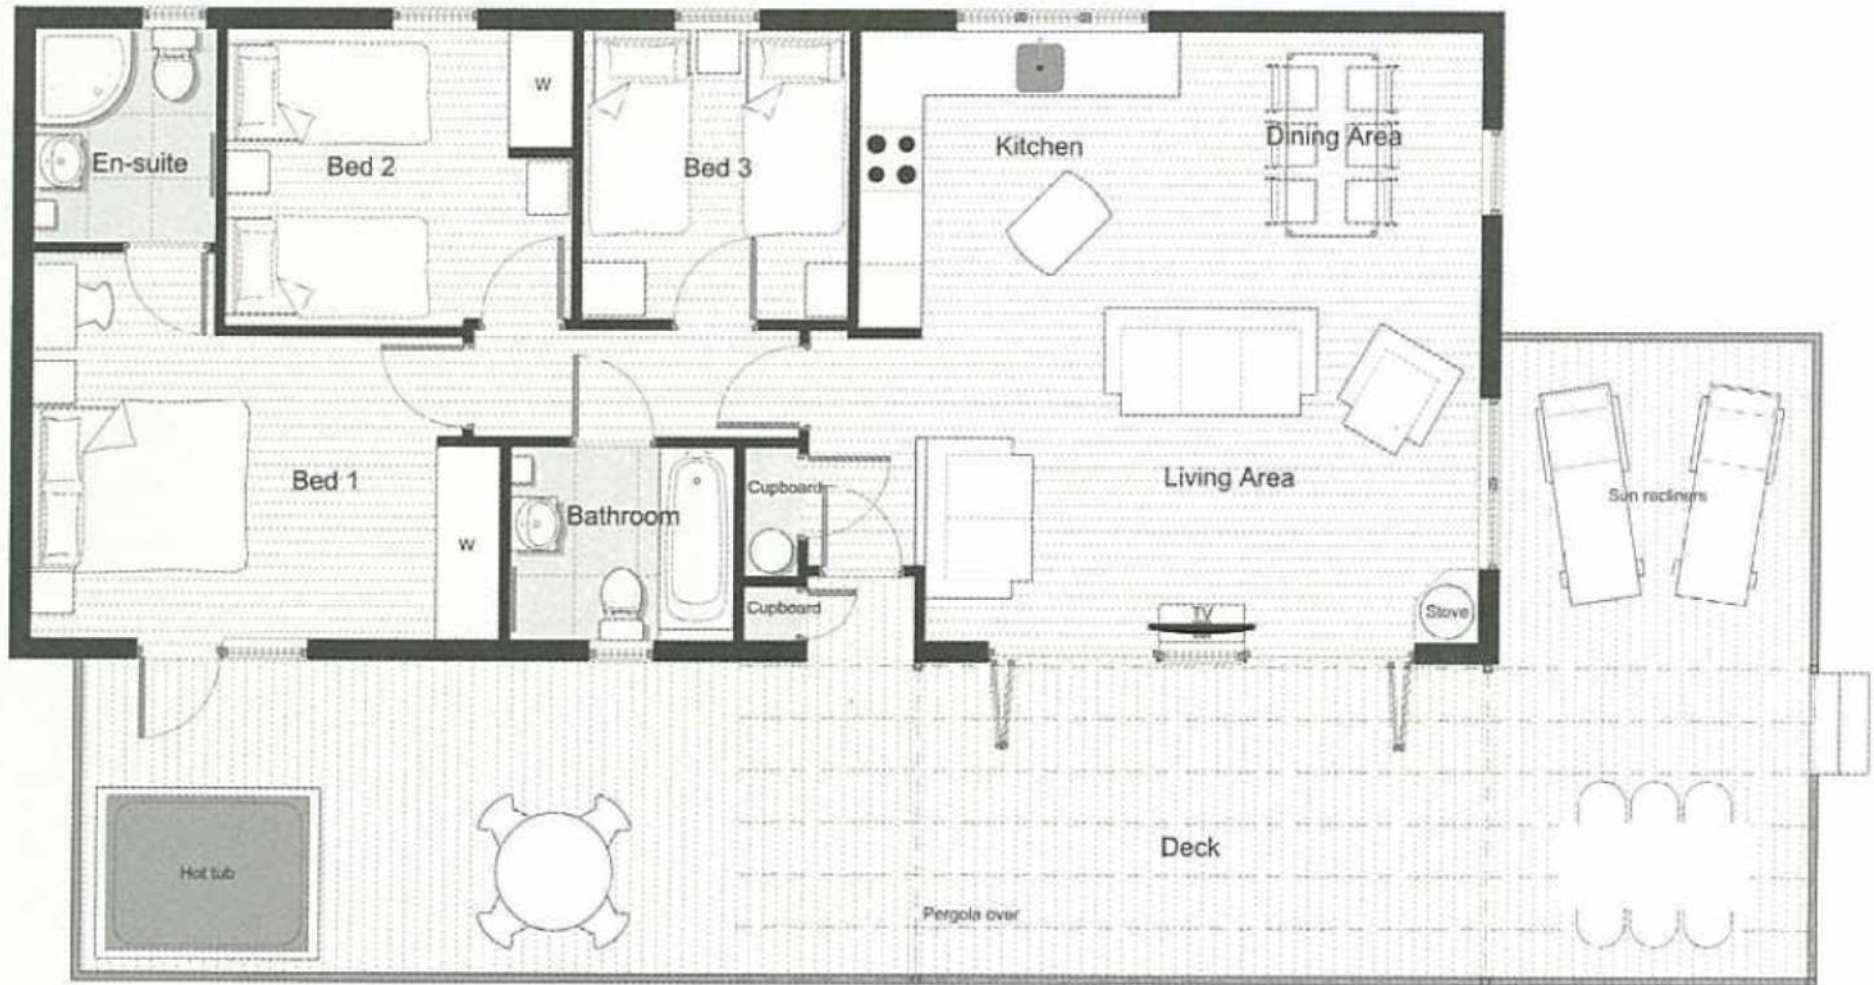 En-suite
Bed 2
W
Bed 3
Kitchen
Dining Area
Bed 1
W
Bathroom
Cupboard
Cupboard
Living Area
TV
Stove
Sun recliners
Hot tub
Deck
Pergola over